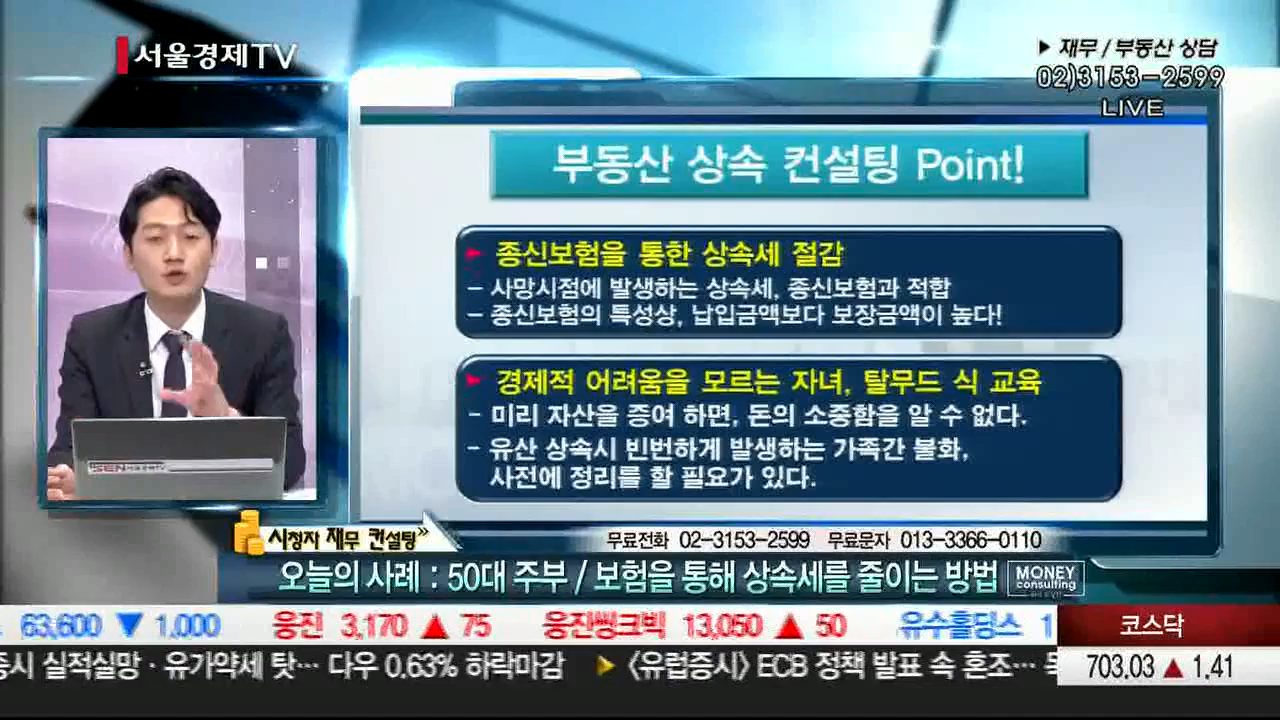 서울경제TV
▶ 재무 / 부동산 상담
02)3153-2599
LIVE
부동산 상속 컨설팅 Point!
► 종신보험을 통한 상속세 절감
- 사망시점에 발생하는 상속세, 종신보험과 적합
- 종신보험의 특성상, 납입금액보다 보장금액이 높다!
► 경제적 어려움을 모르는 자녀, 탈무드 식 교육
- 미리 자산을 증여 하면, 돈의 소중함을 알 수 없다.
- 유산 상속시 빈번하게 발생하는 가족간 불화,
사전에 정리를 할 필요가 있다.
SEN
시청자 재무 컨설팅»
무료전화 02-3153-2599 무료문자 013-3366-0110
오늘의 사례 : 50대 주부 / 보험을 통해 상속세를 줄이는 방법
MONEY
consulting
63,600 ▼ 1,000 웅진 3,170 ▲ 75 웅진씽크빅 13,050 ▲ 50 유수홀딩스 1
코스닥
증시 실적실망·유가약세 탓… 다우 0.63% 하락마감 ▶ 〈유럽증시〉 ECB 정책 발표 속 혼조…
703.03 ▲ 1.41